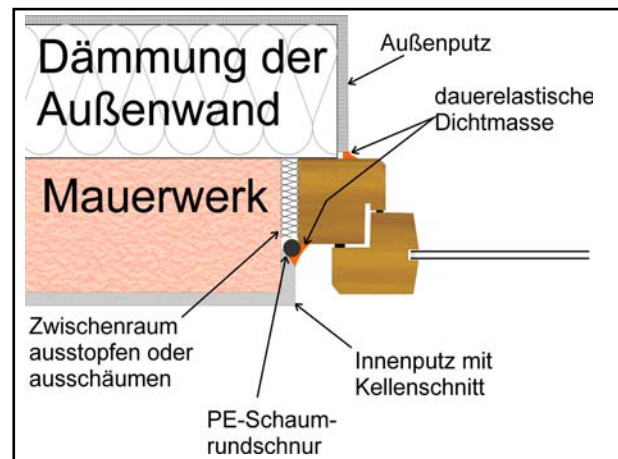 Dämmung der
Außenwand
Außenputz
dauerelastische
Dichtmasse
Mauerwerk
Zwischenraum
ausstopfen oder
ausschäumen
Innenputz mit
Kellenschnitt
PE-Schaum-
rundschnur